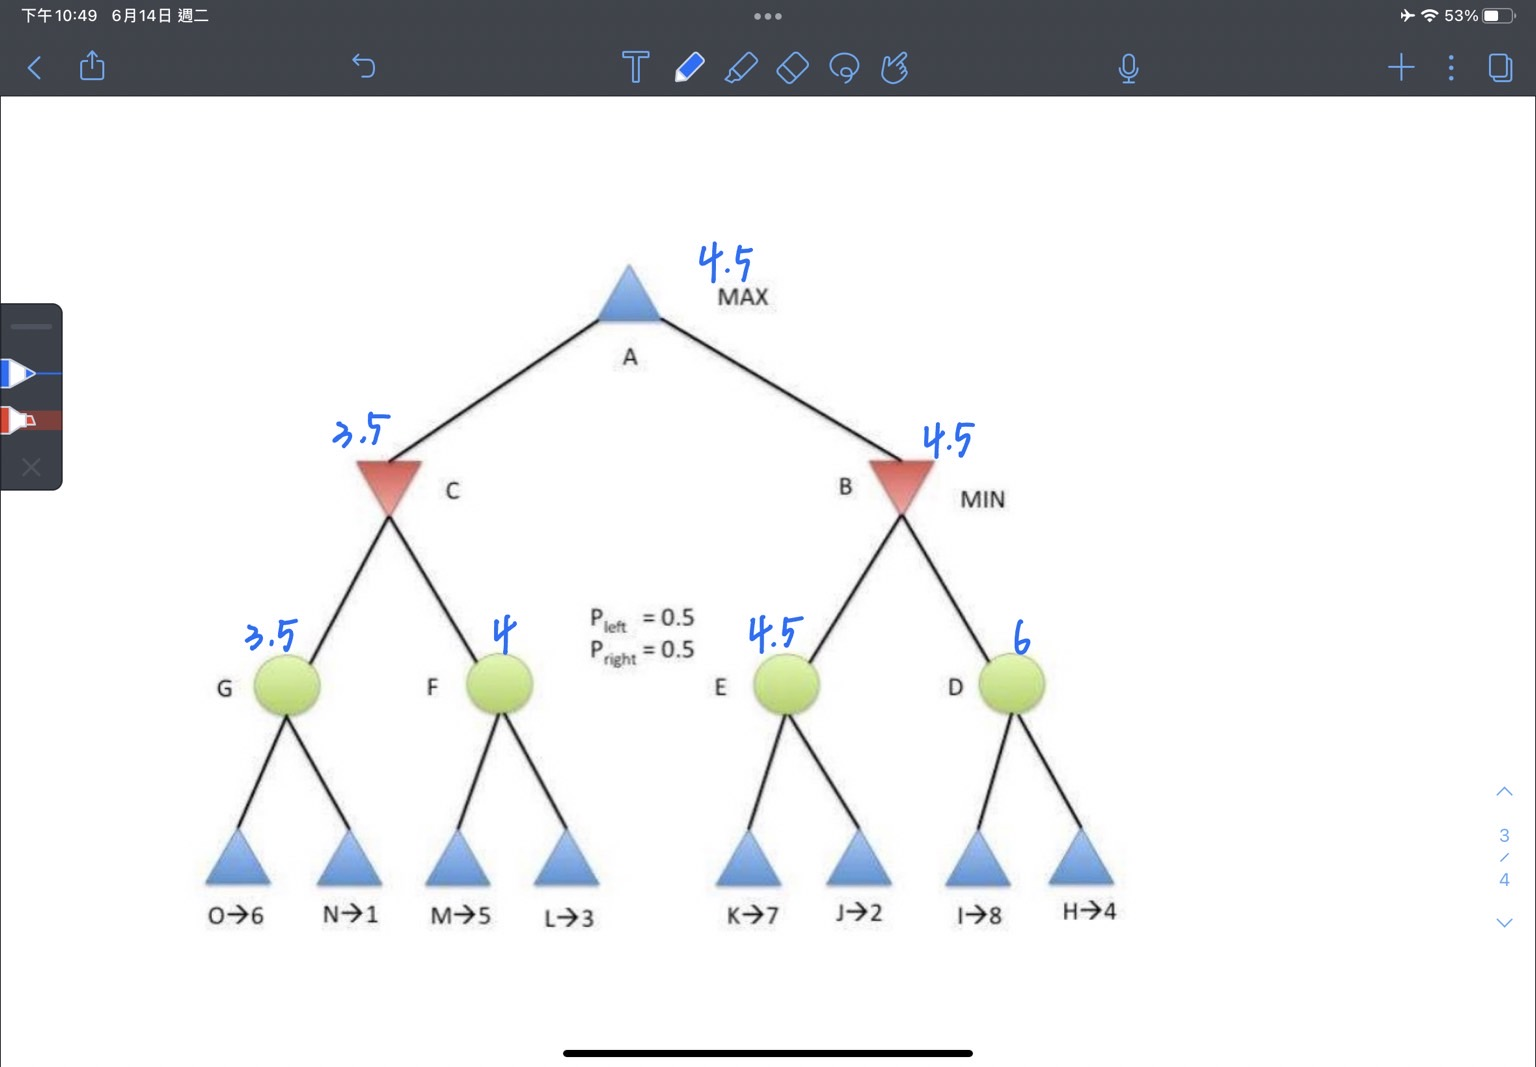 下午10:49 6月14日 週二
53%
4.5
MAX
A
3.5
4.5
C
B
MIN
Pleft = 0.5
Pright = 0.5
3.5
4
4.5
6
G
F
E
D
O→6
N→1
M→5
L→3
K→7
J→2
I→8
H→4
3
/
4